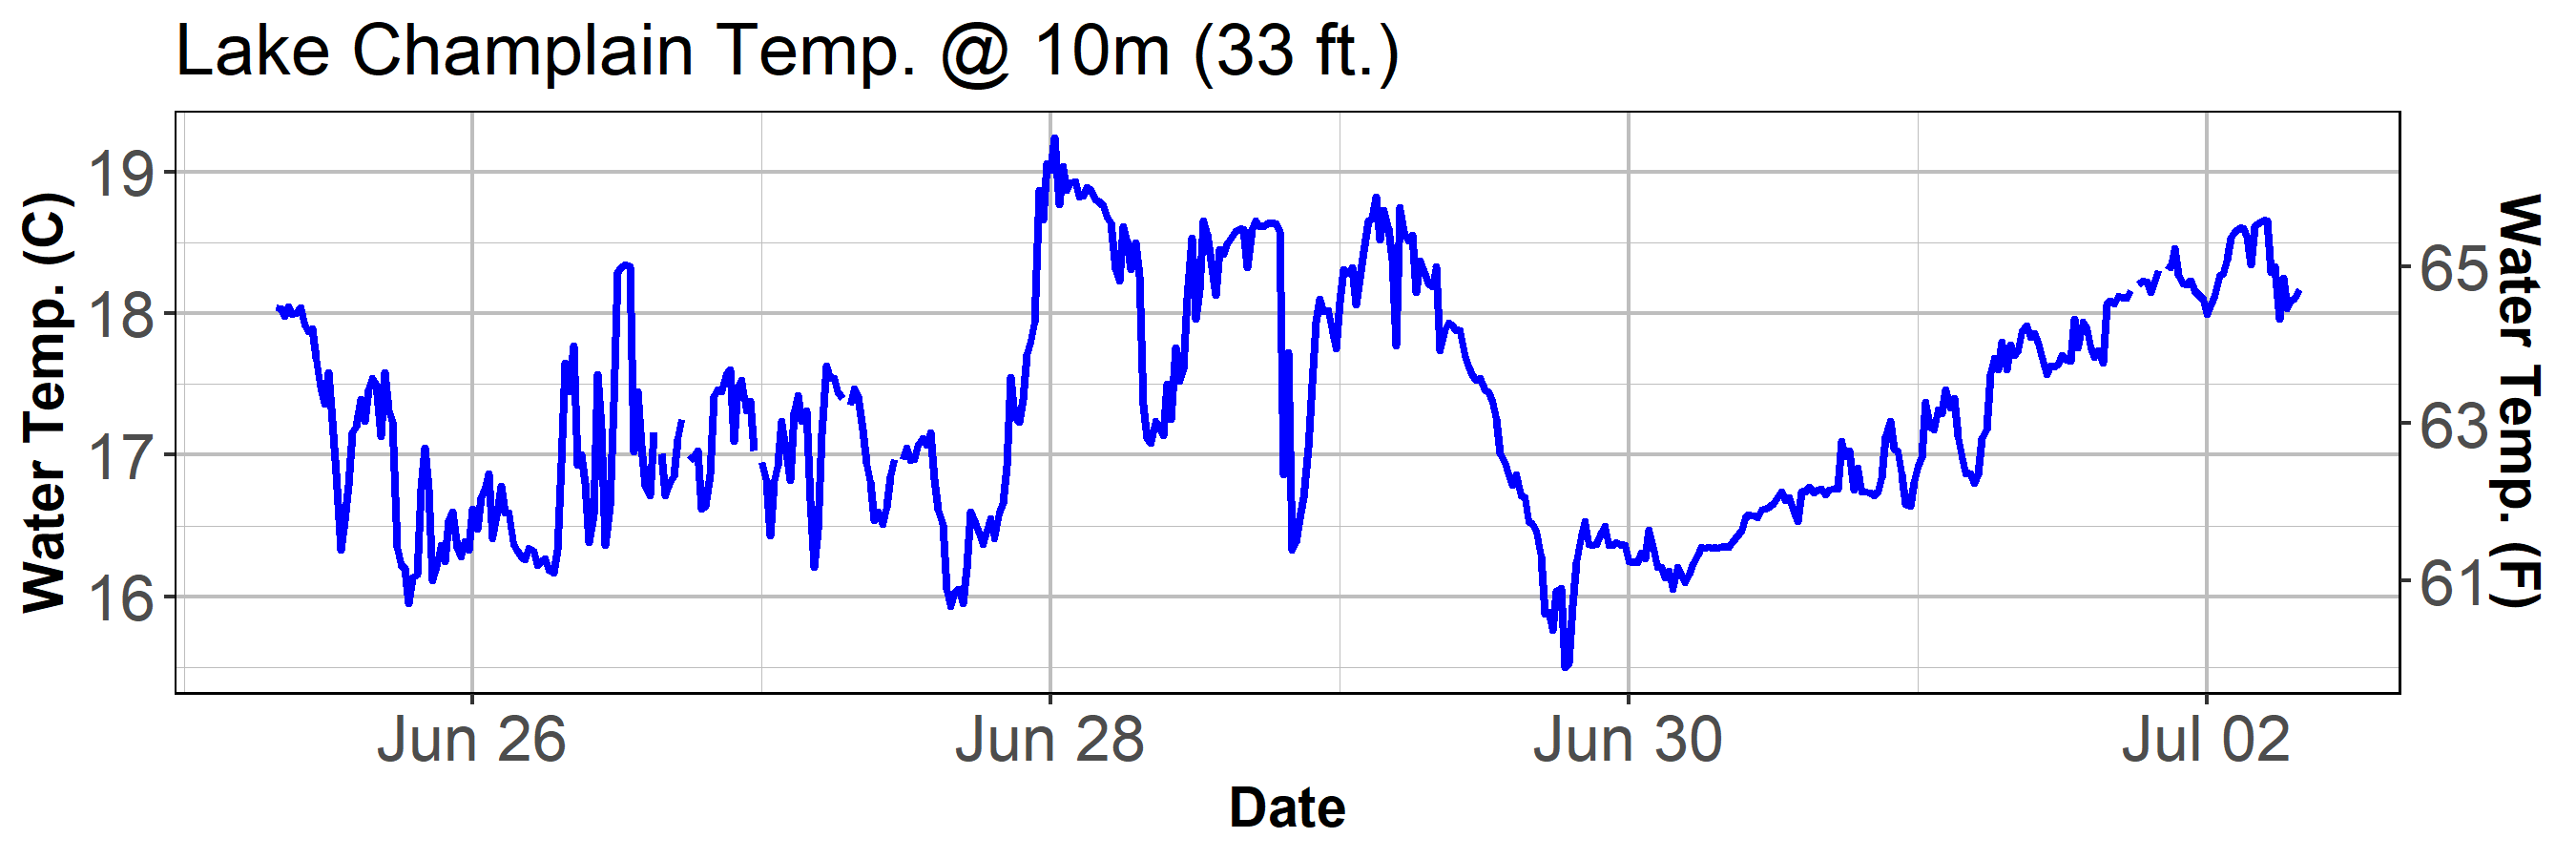 Lake Champlain Temp. @ 10m (33 ft.)
Water Temp. (C)
19
18
17
16
65
63
61
Water Temp. (F)
Jun 26
Jun 28
Jun 30
Jul 02
Date